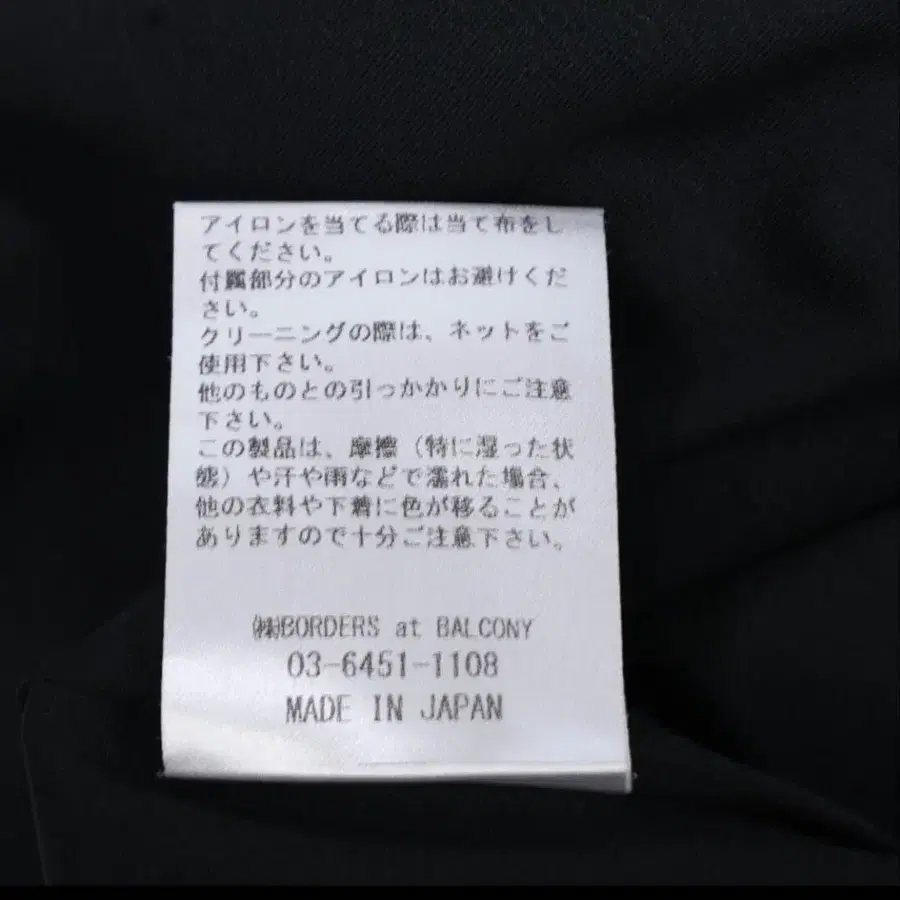 アイロンを当てる際は当て布をし
てください。
付属部分のアイロンはお避けくだ
さい。
クリーニングの際は、ネットをご
使用下さい。
他のものとの引っかかりにご注意
下さい。
この製品は、摩擦（特に湿った状
態）や汗や雨などで濡れた場合、
他の衣料や下着に色が移ることが
ありますので十分ご注意下さい。
㈱BORDERS at BALCONY
03-6451-1108
MADE IN JAPAN